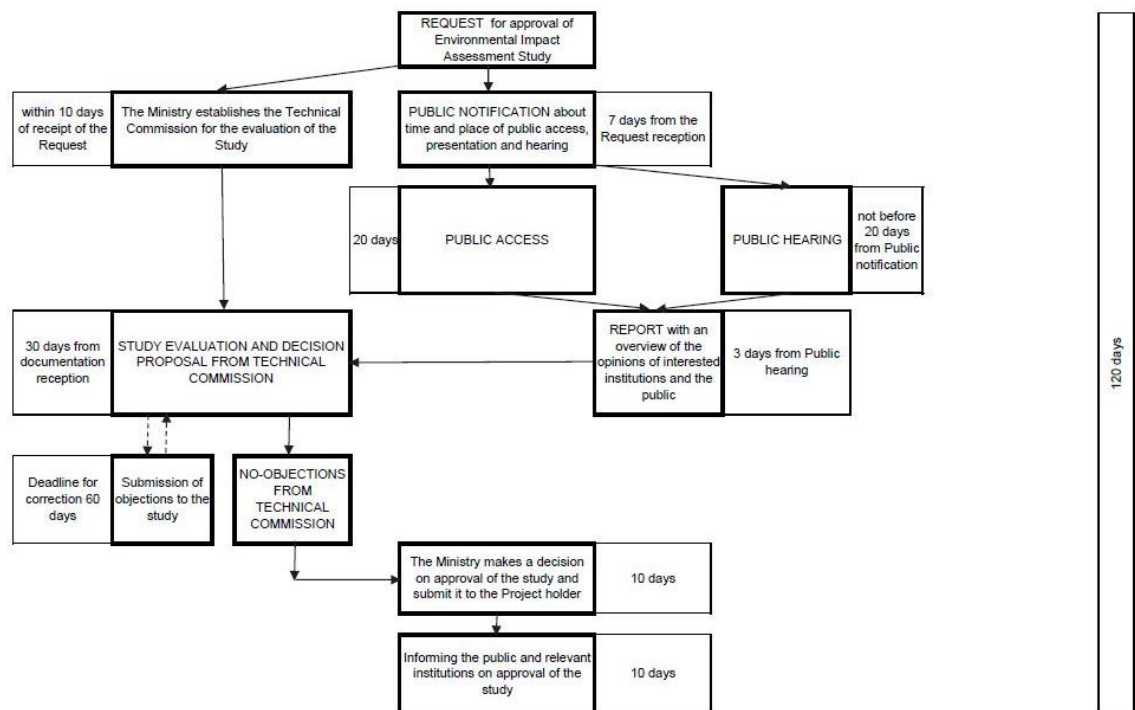 REQUEST for approval of
Environmental Impact
Assessment Study
within 10 days
of receipt of the
Request
The Ministry establishes the Technical
Commission for the evaluation of the
Study
PUBLIC NOTIFICATION about
time and place of public access,
presentation and hearing
7 days from the
Request reception
20 days
PUBLIC ACCESS
PUBLIC HEARING
not before
20 days
from Public
notification
30 days from
documentation
reception
STUDY EVALUATION AND DECISION
PROPOSAL FROM TECHNICAL
COMMISSION
REPORT with an
overview of the
opinions of interested
institutions and the
public
3 days from Public
hearing
120 days
Deadline for
correction 60
days
Submission of
objections to the
study
NO-OBJECTIONS
FROM
TECHNICAL
COMMISSION
The Ministry makes a decision
on approval of the study and
submit it to the Project holder
10 days
Informing the public and relevant
institutions on approval of the
study
10 days